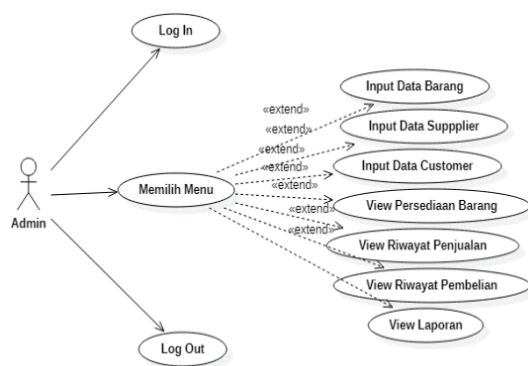 Log In
Input Data Barang
«extend»
«extend»
Input Data Suppplier
«extend»
Input Data Customer
«extend»
Memilih Menu
«extend»
View Persediaan Barang
«extend»
Admin
View Riwayat Penjualan
«extend»
View Riwayat Pembelian
View Laporan
Log Out